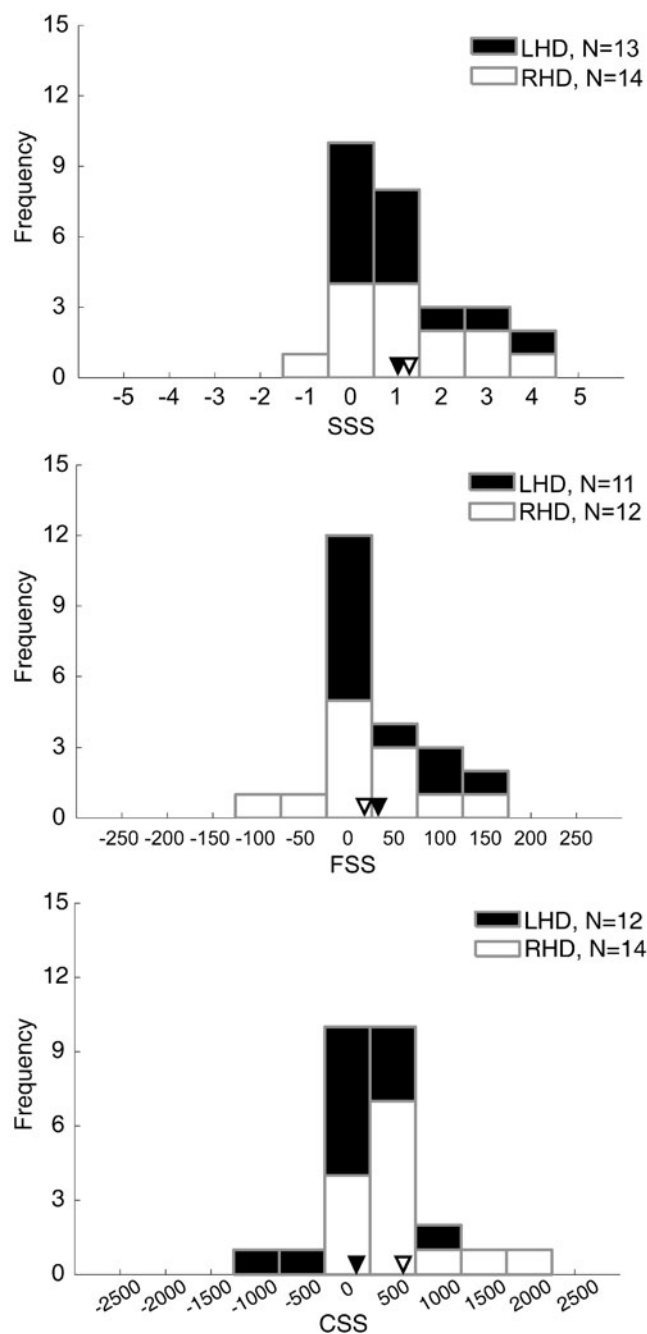 15
12
9
6
3
0
Frequency
LHD, N=13
RHD, N=14
-5 -4 -3 -2 -1 0 1 2 3 4 5
SSS
15
12
9
6
3
0
Frequency
LHD, N=11
RHD, N=12
-250 -200 -150 -100 -50 0 50 100 150 200 250
FSS
15
12
9
6
3
0
Frequency
LHD, N=12
RHD, N=14
-2500 -2000 -1500 -1000 -500 0 500 1000 1500 2000 2500
CSS